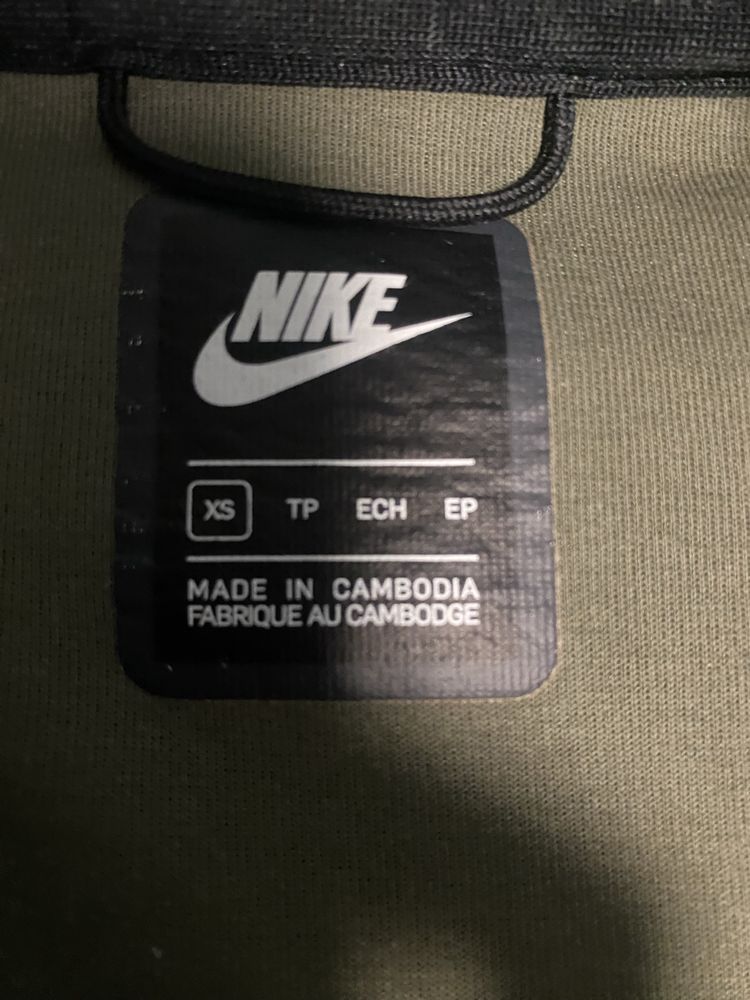 NIKE
XS TP ECH EP
MADE IN CAMBODIA
FABRIQUE AU CAMBODGE